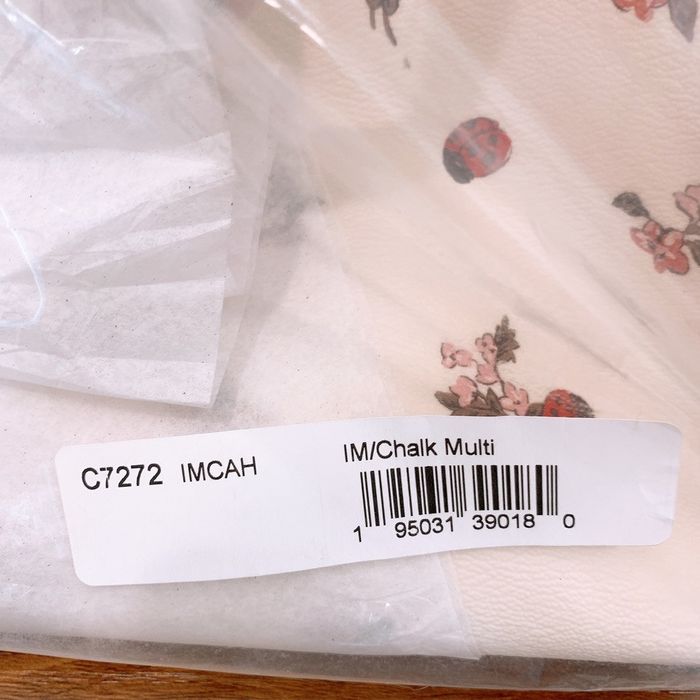 C7272 IMCAH
IM/Chalk Multi
1 95031 39018 0